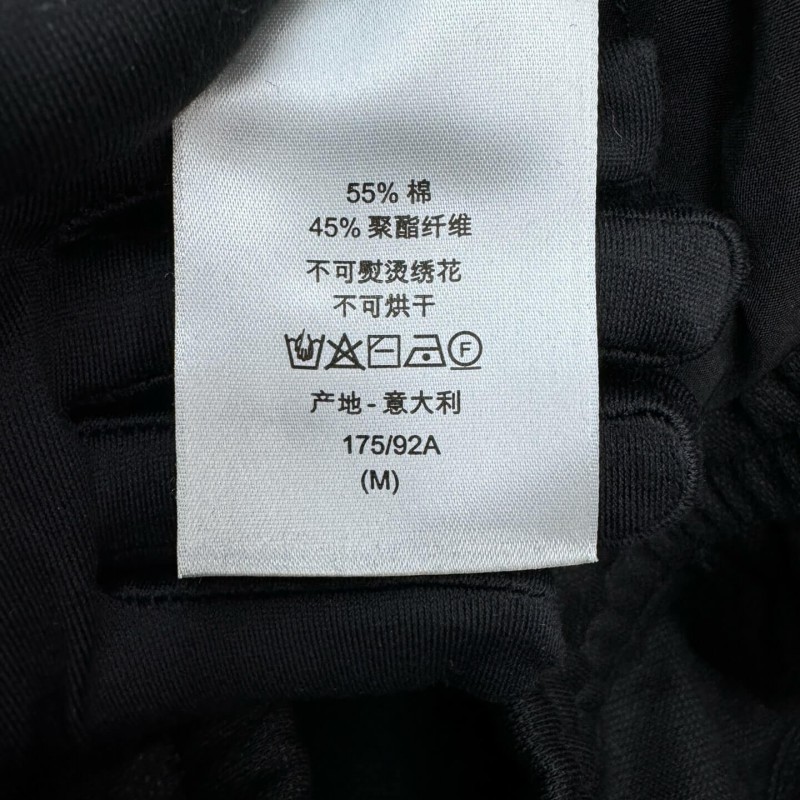 55% 棉
45% 聚酯纤维
不可熨烫绣花
不可烘干
F
产地 - 意大利
175/92A
(M)